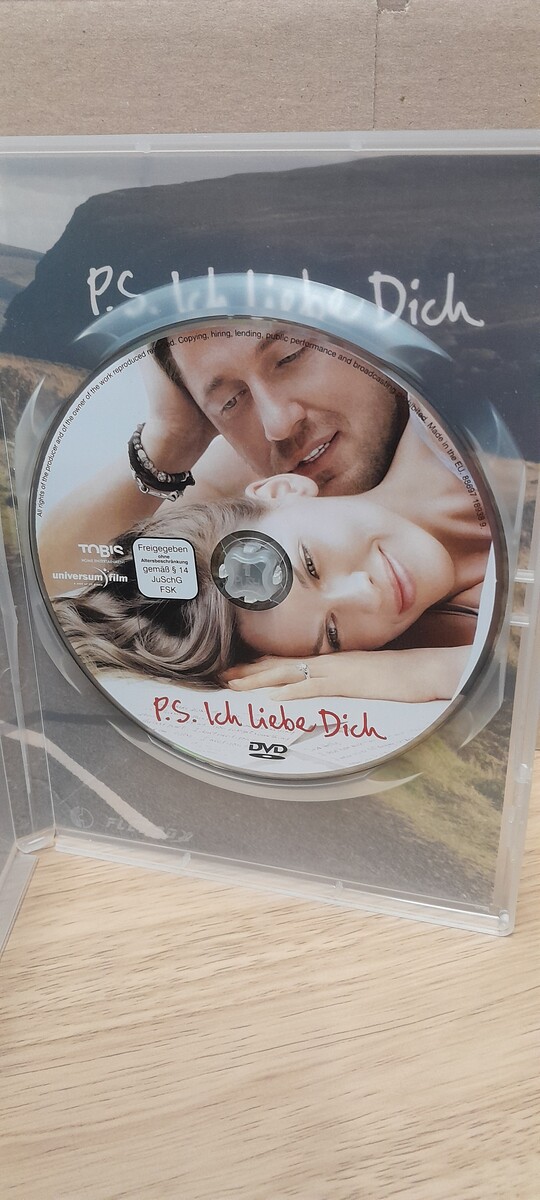 P.S. Ich liebe Dich
All rights of the producer and of the owner of the work reproduced Copying, hiring, lending, public performance and broadcasting Made in the EU.
TOBIS
HOME ENTERTAINMENT
universum film
Freigegeben
ohne
Altersbeschränkung
gemäß § 14
JuSchG
FSK
P.S. Ich liebe Dich
DVD